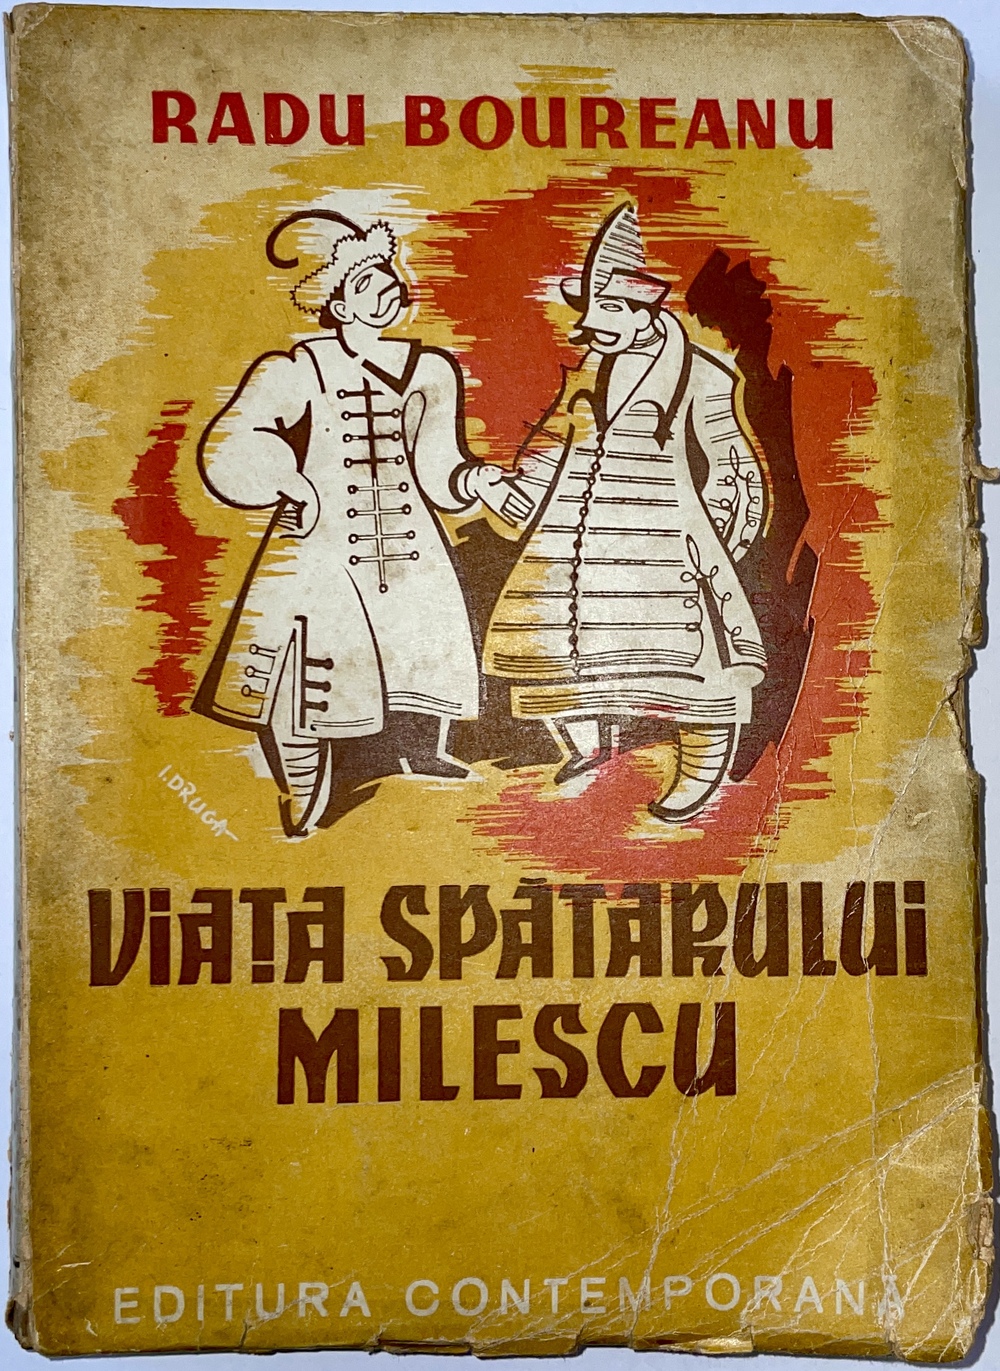 RADU BOUREANU
I. DRUGA
VIAȚA SPĂTARULUI
MILESCU
EDITURA CONTEMPORANĂ